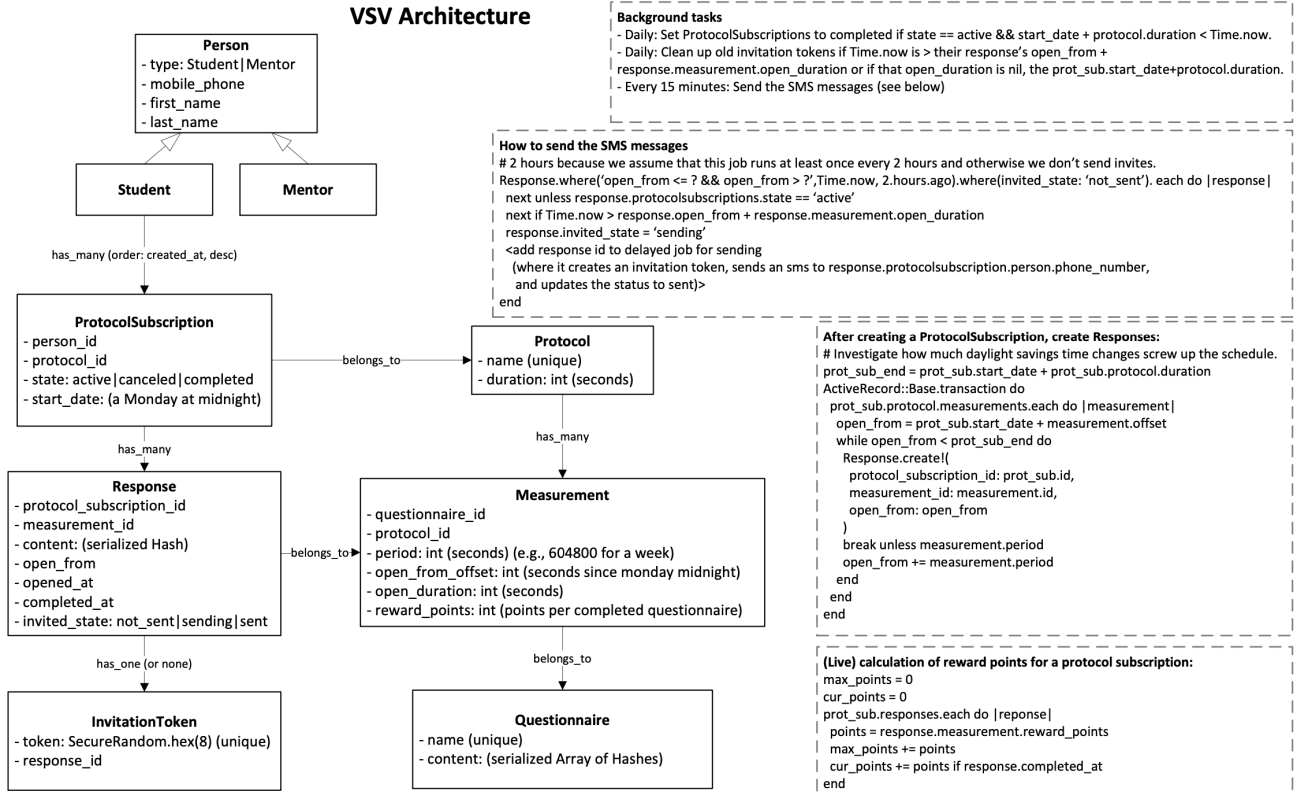 VSV Architecture
Person
- type: Student|Mentor
- mobile_phone
- first_name
- last_name
Student
Mentor
has_many (order: created_at, desc)
ProtocolSubscription
- person_id
- protocol_id
- state: active|canceled|completed
- start_date: (a Monday at midnight)
belongs_to
Protocol
- name (unique)
- duration: int (seconds)
has_many
has_many
Response
- protocol_subscription_id
- measurement_id
- content: (serialized Hash)
- open_from
- opened_at
- completed_at
- invited_state: not_sent|sending|sent
belongs_to
Measurement
- questionnaire_id
- protocol_id
- period: int (seconds) (e.g., 604800 for a week)
- open_from_offset: int (seconds since monday midnight)
- open_duration: int (seconds)
- reward_points: int (points per completed questionnaire)
has_one (or none)
belongs_to
InvitationToken
- token: SecureRandom.hex(8) (unique)
- response_id
Questionnaire
- name (unique)
- content: (serialized Array of Hashes)
Background tasks
- Daily: Set ProtocolSubscriptions to completed if state == active && start_date + protocol.duration < Time.now.
- Daily: Clean up old invitation tokens if Time.now is > their response’s open_from +
response.measurement.open_duration or if that open_duration is nil, the prot_sub.start_date+protocol.duration.
- Every 15 minutes: Send the SMS messages (see below)
How to send the SMS messages
# 2 hours because we assume that this job runs at least once every 2 hours and otherwise we don’t send invites.
Response.where(‘open_from <= ? && open_from > ?’,Time.now, 2.hours.ago).where(invited_state: ‘not_sent’). each do |response|
next unless response.protocolsubscriptions.state == ‘active’
next if Time.now > response.open_from + response.measurement.open_duration
response.invited_state = ‘sending’
<add response id to delayed job for sending
(where it creates an invitation token, sends an sms to response.protocolsubscription.person.phone_number,
and updates the status to sent)>
end
After creating a ProtocolSubscription, create Responses:
# Investigate how much daylight savings time changes screw up the schedule.
prot_sub_end = prot_sub.start_date + prot_sub.protocol.duration
ActiveRecord::Base.transaction do
prot_sub.protocol.measurements.each do |measurement|
open_from = prot_sub.start_date + measurement.offset
while open_from < prot_sub_end do
Response.create!(
protocol_subscription_id: prot_sub.id,
measurement_id: measurement.id,
open_from: open_from
)
break unless measurement.period
open_from += measurement.period
end
end
end
(Live) calculation of reward points for a protocol subscription:
max_points = 0
cur_points = 0
prot_sub.responses.each do |reponse|
points = response.measurement.reward_points
max_points += points
cur_points += points if response.completed_at
end